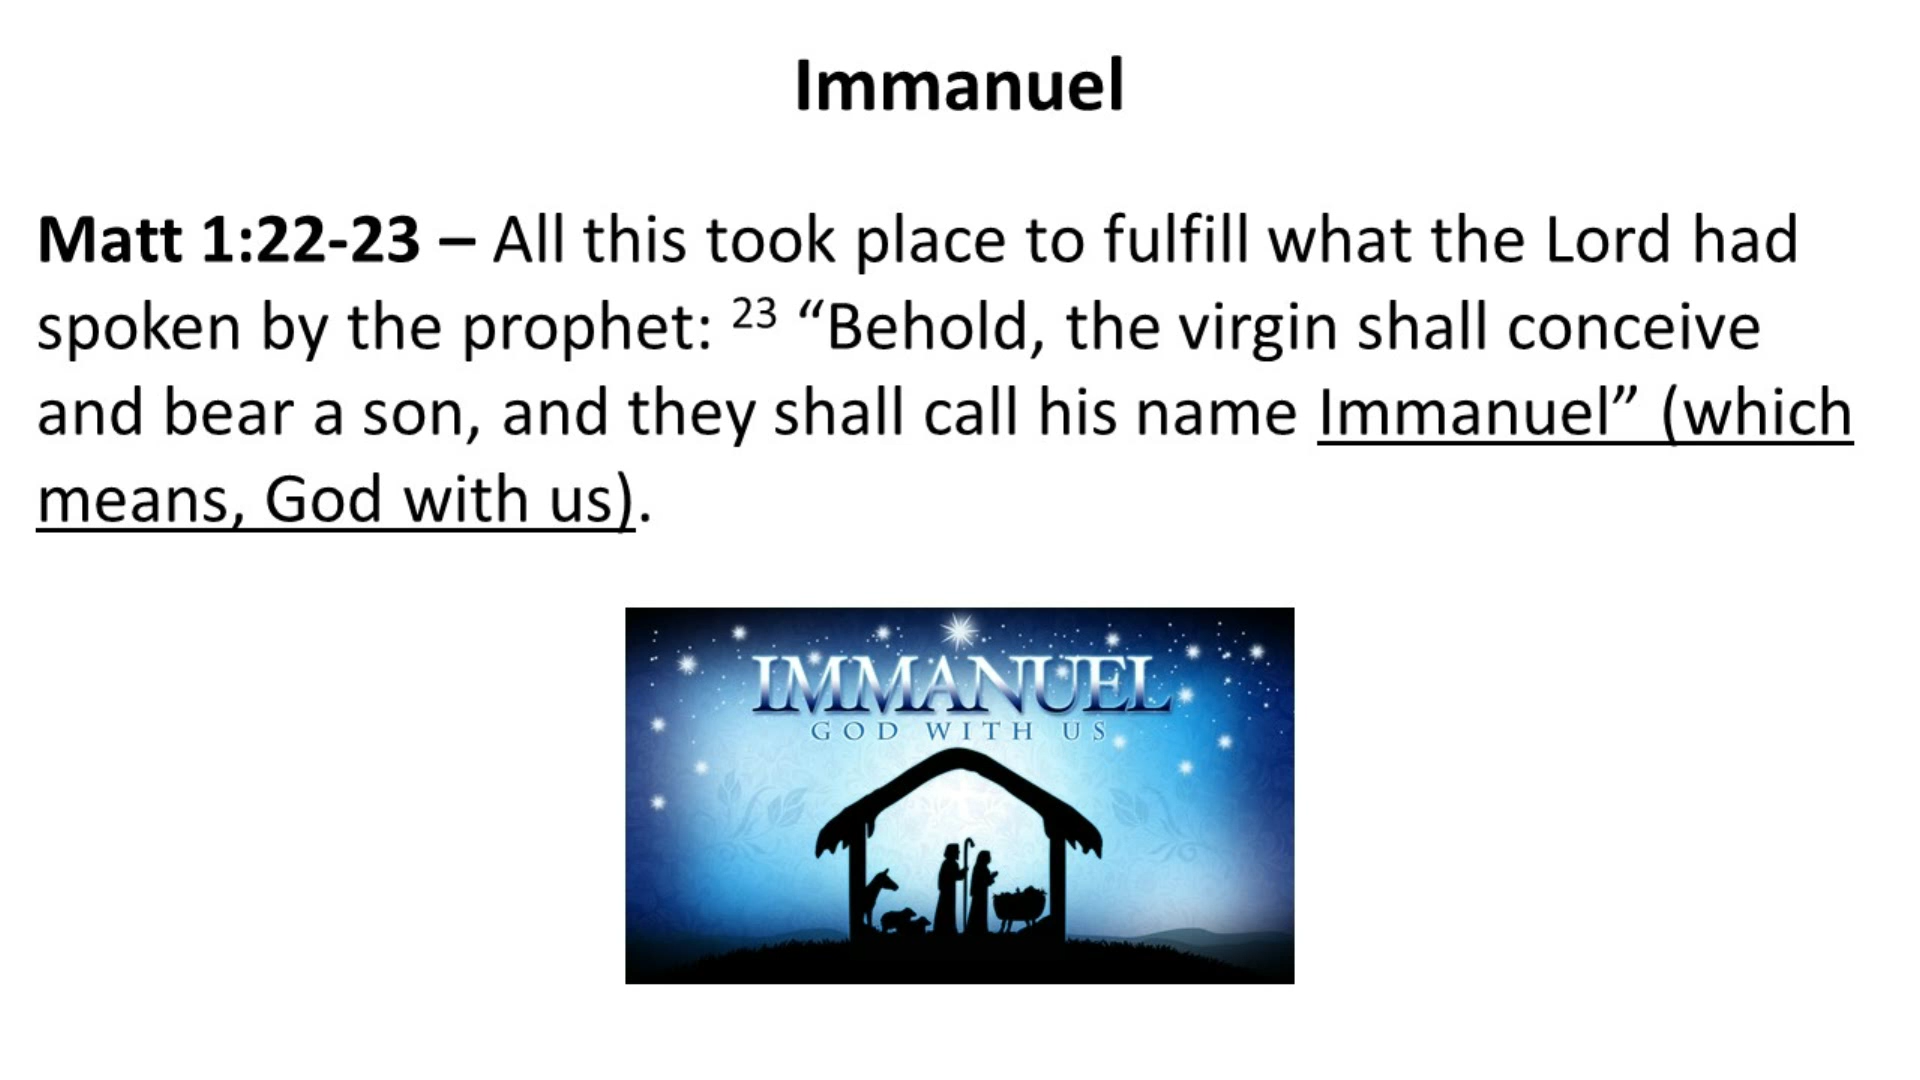 Immanuel
Matt 1:22-23 – All this took place to fulfill what the Lord had
spoken by the prophet: 23 “Behold, the virgin shall conceive
and bear a son, and they shall call his name Immanuel” (which
means, God with us).
IMMANUEL
GOD WITH US